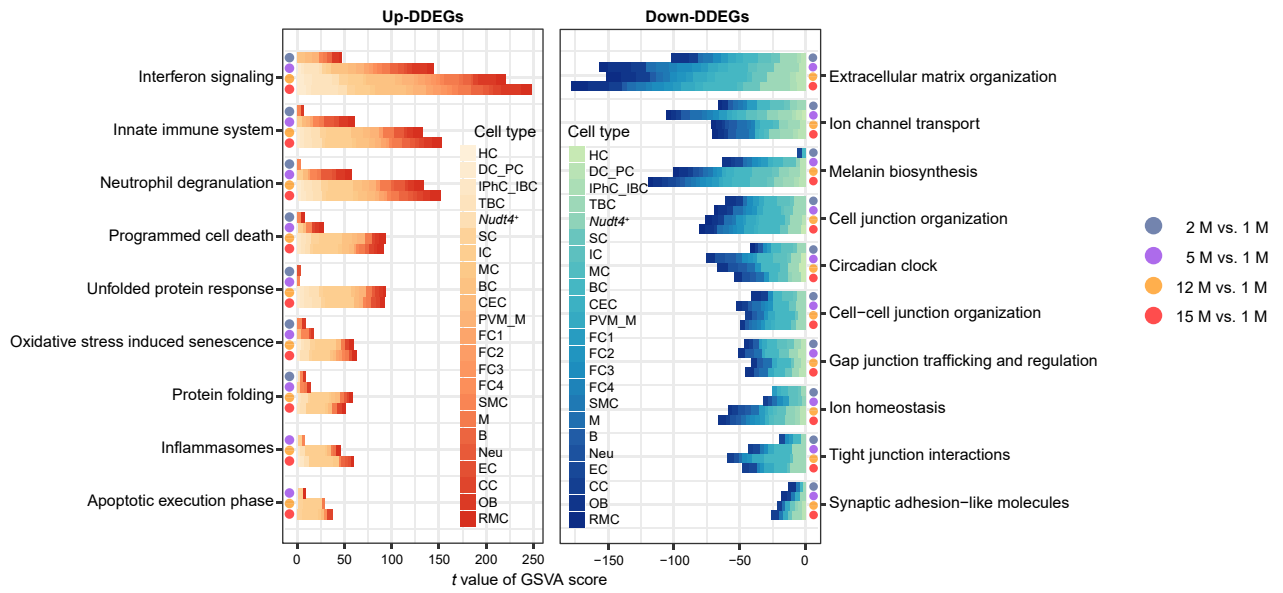 Up-DDEGs
Down-DDEGs
Interferon signaling
Innate immune system
Neutrophil degranulation
Programmed cell death
Unfolded protein response
Oxidative stress induced senescence
Protein folding
Inflammasomes
Apoptotic execution phase
Cell type
HC
DC_PC
IPhC_IBC
TBC
Nudt4+
SC
IC
MC
BC
CEC
PVM_M
FC1
FC2
FC3
FC4
SMC
M
B
Neu
EC
CC
OB
RMC
0 50 100 150 200 250
Cell type
HC
DC_PC
IPhC_IBC
TBC
Nudt4+
SC
IC
MC
BC
CEC
PVM_M
FC1
FC2
FC3
FC4
SMC
M
B
Neu
EC
CC
OB
RMC
−150 −100 −50 0
t value of GSVA score
Extracellular matrix organization
Ion channel transport
Melanin biosynthesis
Cell junction organization
Circadian clock
Cell−cell junction organization
Gap junction trafficking and regulation
Ion homeostasis
Tight junction interactions
Synaptic adhesion−like molecules
2 M vs. 1 M
5 M vs. 1 M
12 M vs. 1 M
15 M vs. 1 M